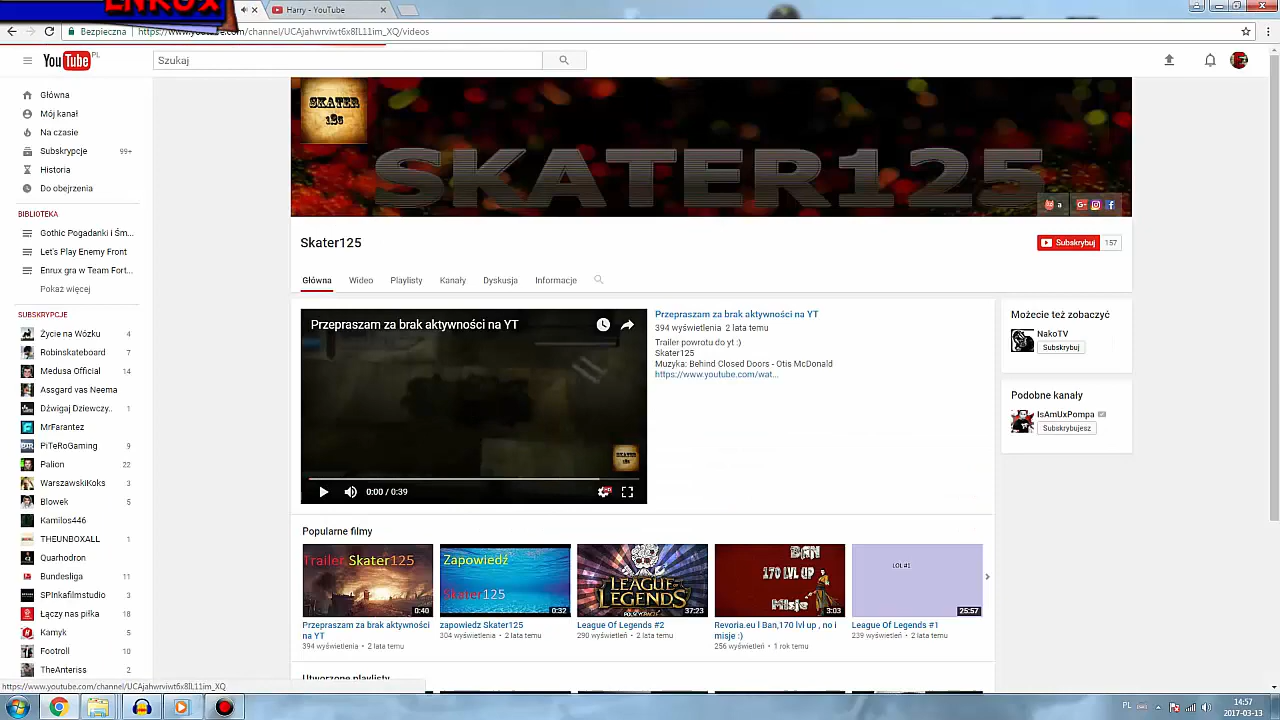 ENRUX
Harry - YouTube
Bezpieczna
https://www.youtube.com/channel/UCAjahwrviwt6x8IL11im_XQ/videos
YouTube PL
Szukaj
Główna
Mój kanał
Na czasie
Subskrypcje 99+
Historia
Do obejrzenia
BIBLIOTEKA
Gothic Pogadanki i Śm...
Let's Play Enemy Front
Enrux gra w Team Fort...
Pokaż więcej
SUBSKRYPCJE
Życie na Wózku 4
Robinskateboard 7
Medusa Official 14
Assgard vas Neema
Dźwigaj Dziewczy.. 1
MrFarantez
PiTeRoGaming 9
Palion 22
WarszawskiKoks 3
Blowek 5
Kamilos446
THEUNBOXALL 1
Quarhodron
Bundesliga 11
SPInkafilmstudio 3
Łączy nas piłka 18
Kamyk 5
Footroll 10
TheAnteriss 2
https://www.youtube.com/channel/UCAjahwrviwt6x8IL11im_XQ
SKATER
125
SKATER125
a
Skater125
Subskrybuj 157
Główna Wideo Playlisty Kanały Dyskusja Informacje
Przepraszam za brak aktywności na YT
0:00 / 0:39
Przepraszam za brak aktywności na YT
394 wyświetlenia 2 lata temu
Trailer powrotu do yt :)
Skater125
Muzyka: Behind Closed Doors - Otis McDonald
https://www.youtube.com/wat...
Możecie też zobaczyć
NakoTV
Subskrybuj
Podobne kanały
IsAmUxPompa
Subskrybujesz
Popularne filmy
Trailer Skater125
0:40
Przepraszam za brak aktywności
na YT
394 wyświetlenia • 2 lata temu
Zapowiedź
Skater125
0:32
zapowiedz Skater125
304 wyświetlenia • 2 lata temu
LEAGUE OF
LEGENDS
37:23
League Of Legends #2
290 wyświetleń • 2 lata temu
BAN
170 LVL UP
Misje
3:03
Revoria.eu I Ban,170 lvl up , no i
misje :)
256 wyświetleń • 1 rok temu
LOL #1
25:57
League Of Legends #1
239 wyświetleń • 2 lata temu
Utworzone playlisty
PL
14:57
2017-03-13